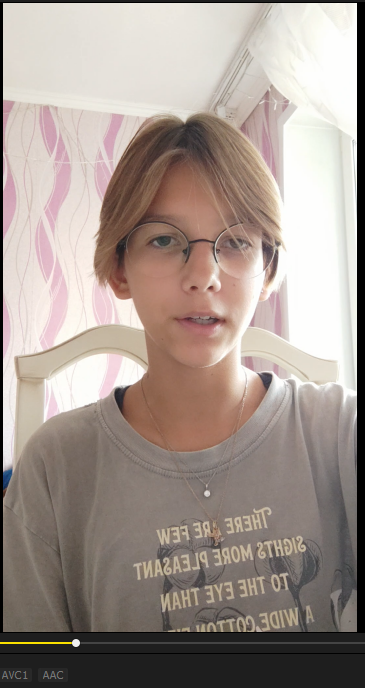 THERE ARE FEW
SIGHTS MORE PLEASANT
TO THE EYE THAN
A WIDE COTTON
AVC1 AAC